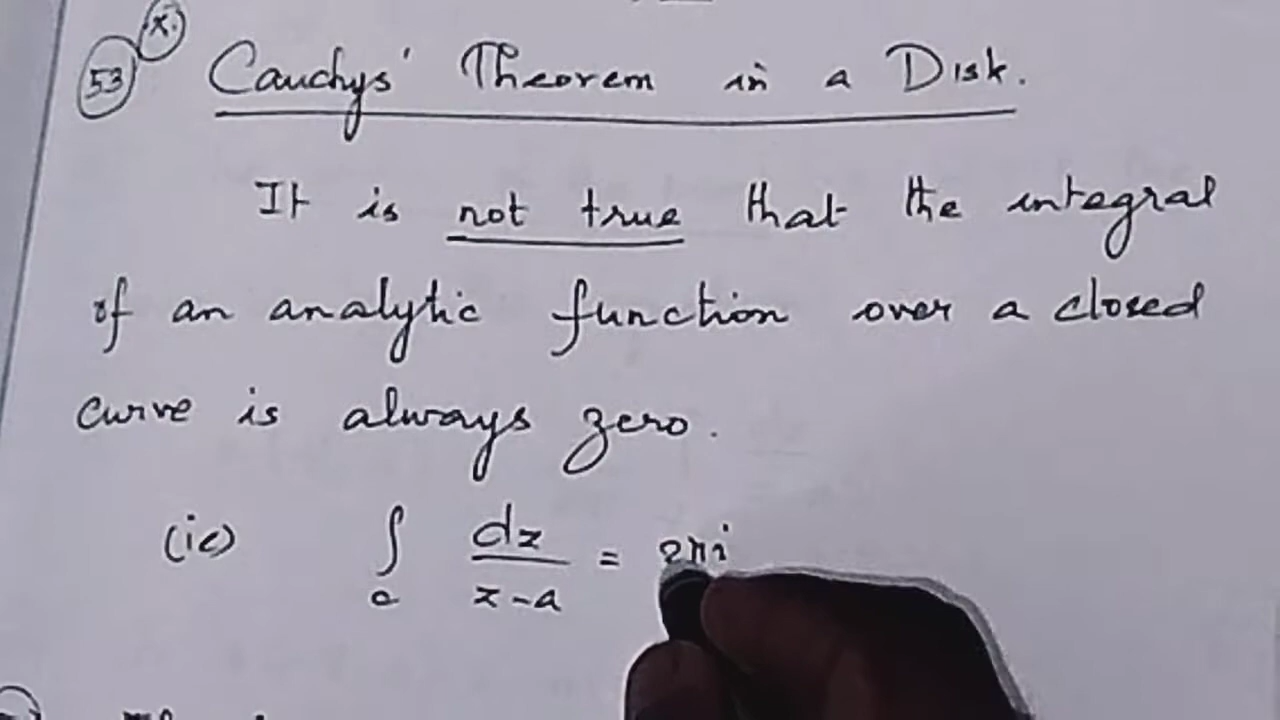 53 x.
Cauchys' Theorem in a Disk.
It is not true that the integral
of an analytic function over a closed
curve is always zero.
(ie) ∫c dz/z-a = 2πi